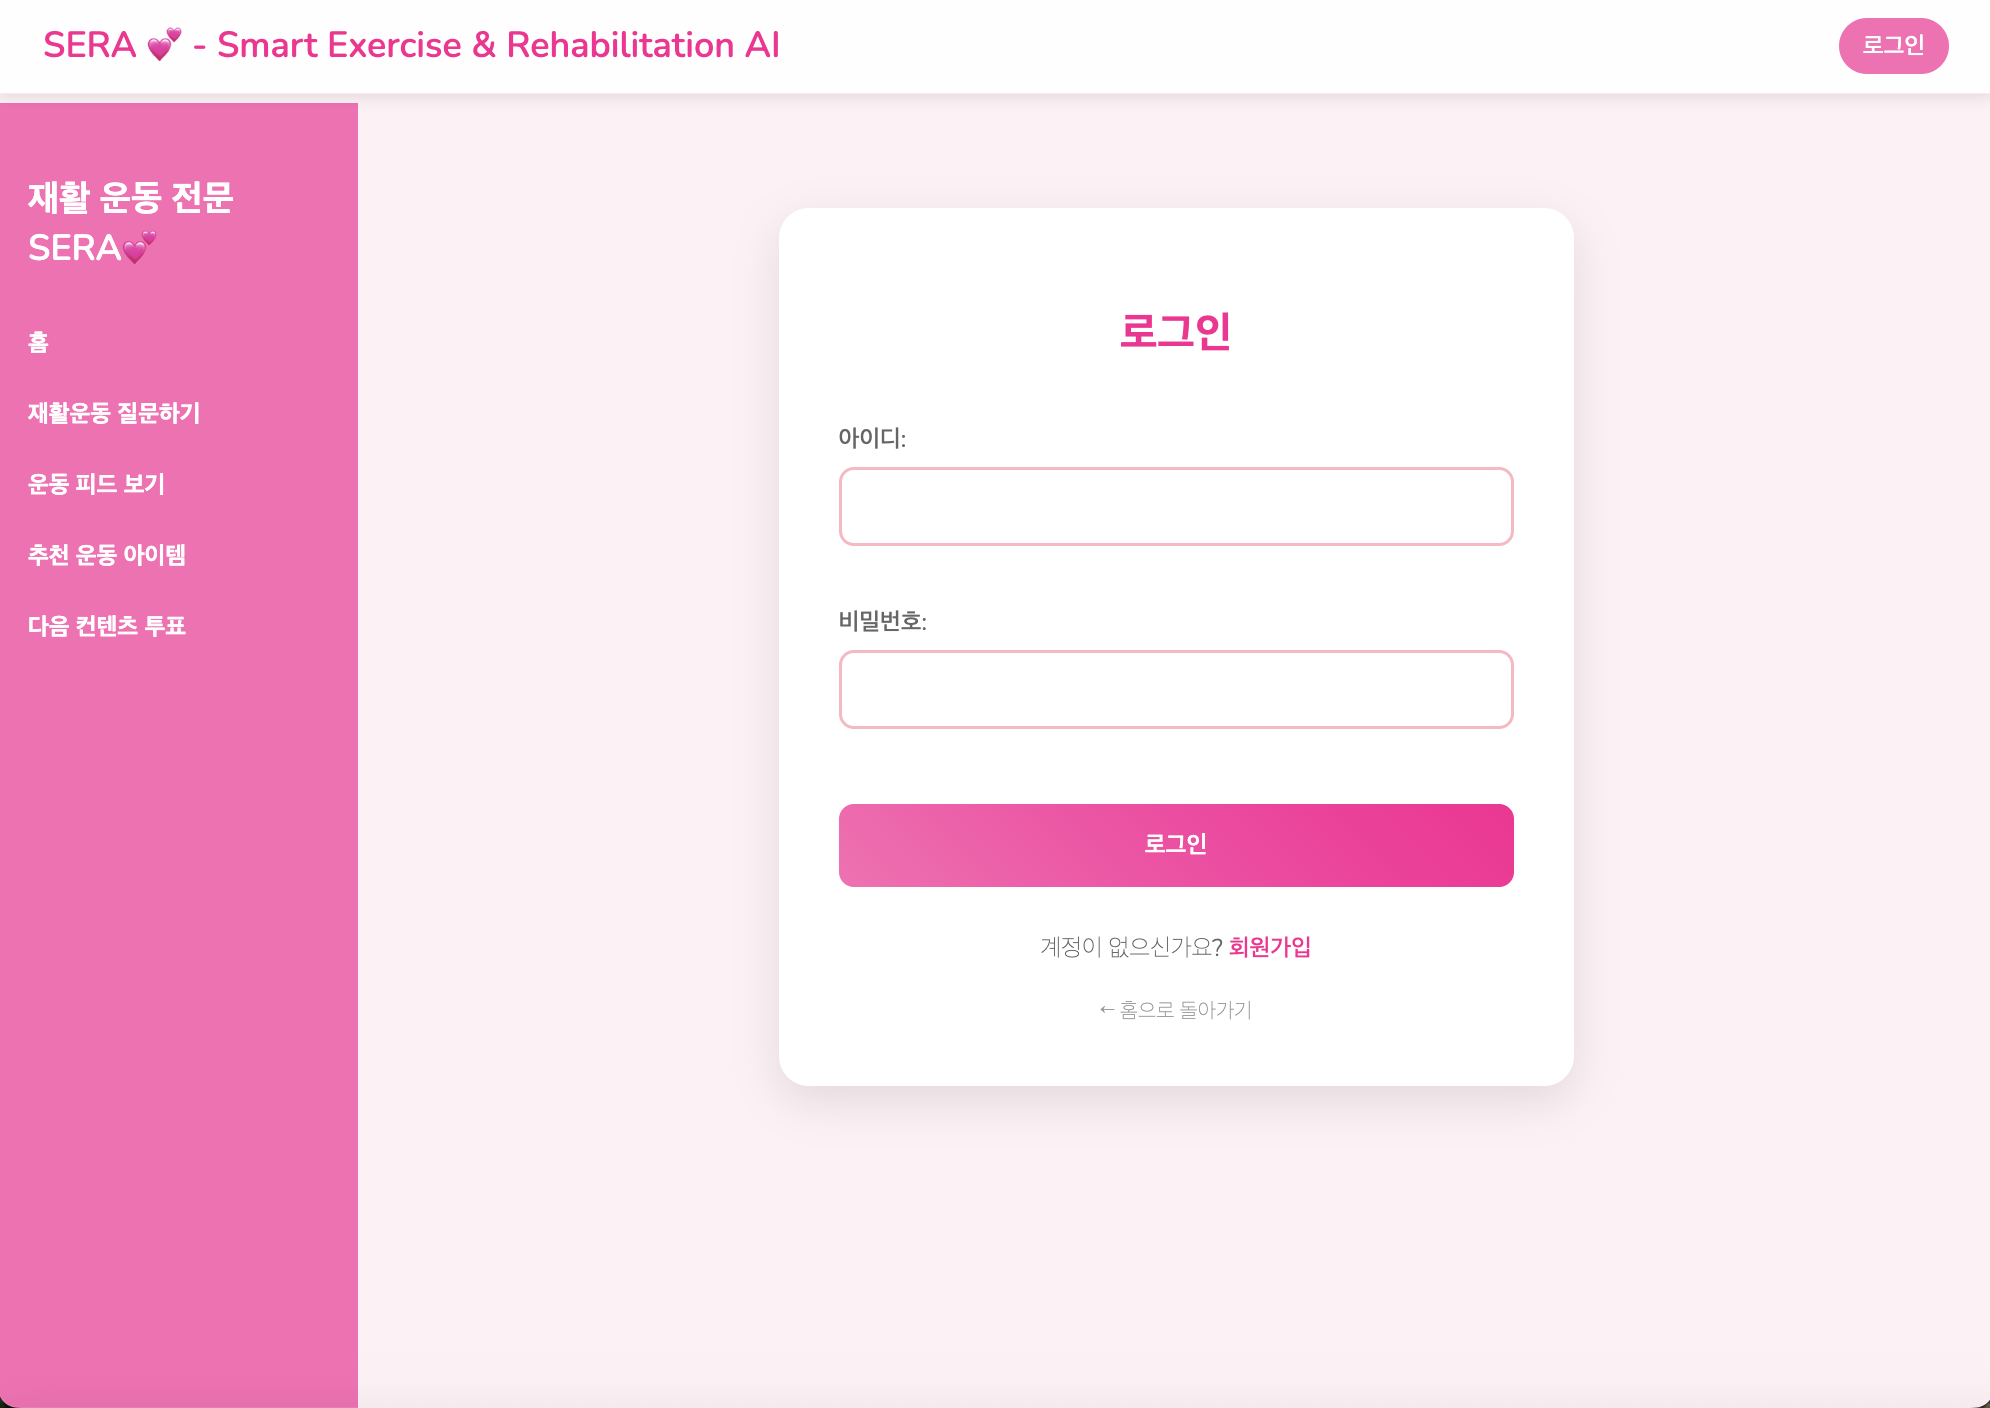 SERA 💕 - Smart Exercise & Rehabilitation AI
로그인
재활 운동 전문
SERA💕
홈
재활운동 질문하기
운동 피드 보기
추천 운동 아이템
다음 컨텐츠 투표
로그인
아이디:
비밀번호:
로그인
계정이 없으신가요? 회원가입
← 홈으로 돌아가기